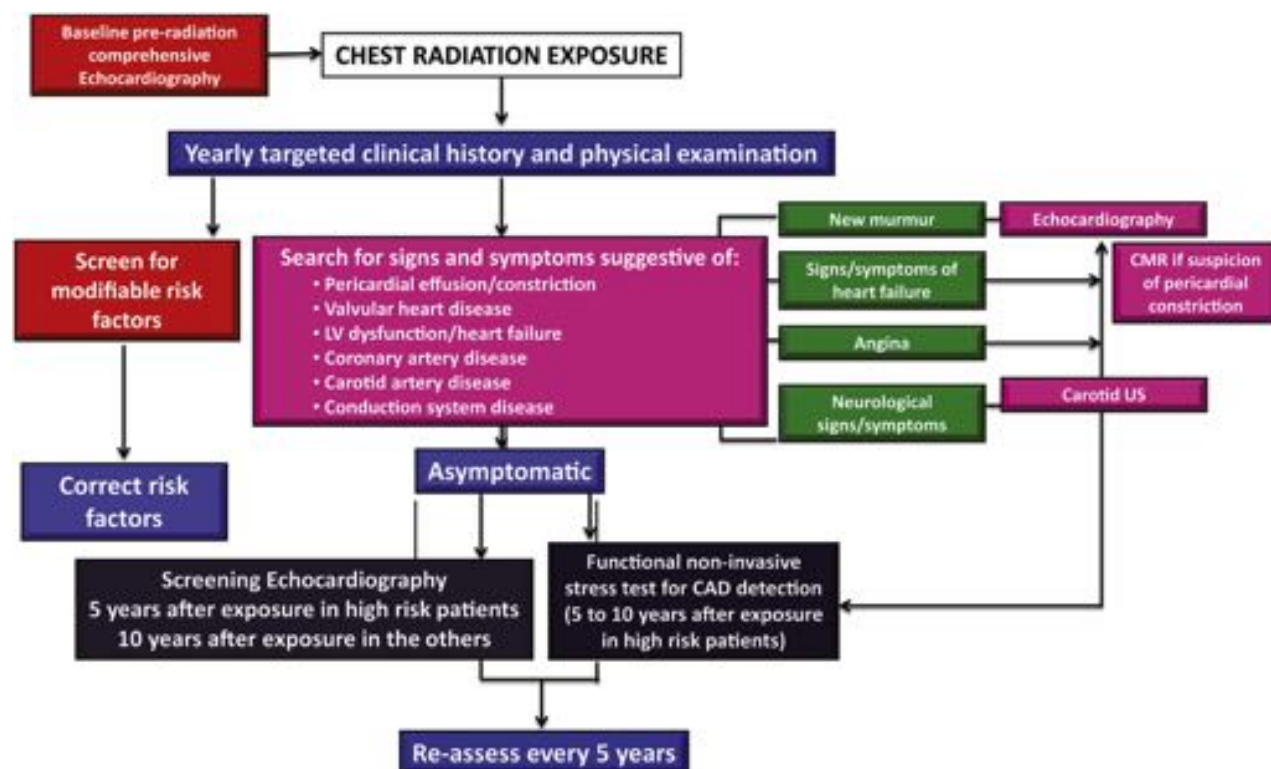 Baseline pre-radiation
comprehensive
Echocardiography
CHEST RADIATION EXPOSURE
Yearly targeted clinical history and physical examination
Screen for
modifiable risk
factors
Correct risk
factors
Search for signs and symptoms suggestive of:
• Pericardial effusion/constriction
• Valvular heart disease
• LV dysfunction/heart failure
• Coronary artery disease
• Carotid artery disease
• Conduction system disease
New murmur
Echocardiography
Signs/symptoms of
heart failure
CMR if suspicion
of pericardial
constriction
Angina
Neurological
signs/symptoms
Carotid US
Asymptomatic
Screening Echocardiography
5 years after exposure in high risk patients
10 years after exposure in the others
Functional non-invasive
stress test for CAD detection
(5 to 10 years after exposure
in high risk patients)
Re-assess every 5 years